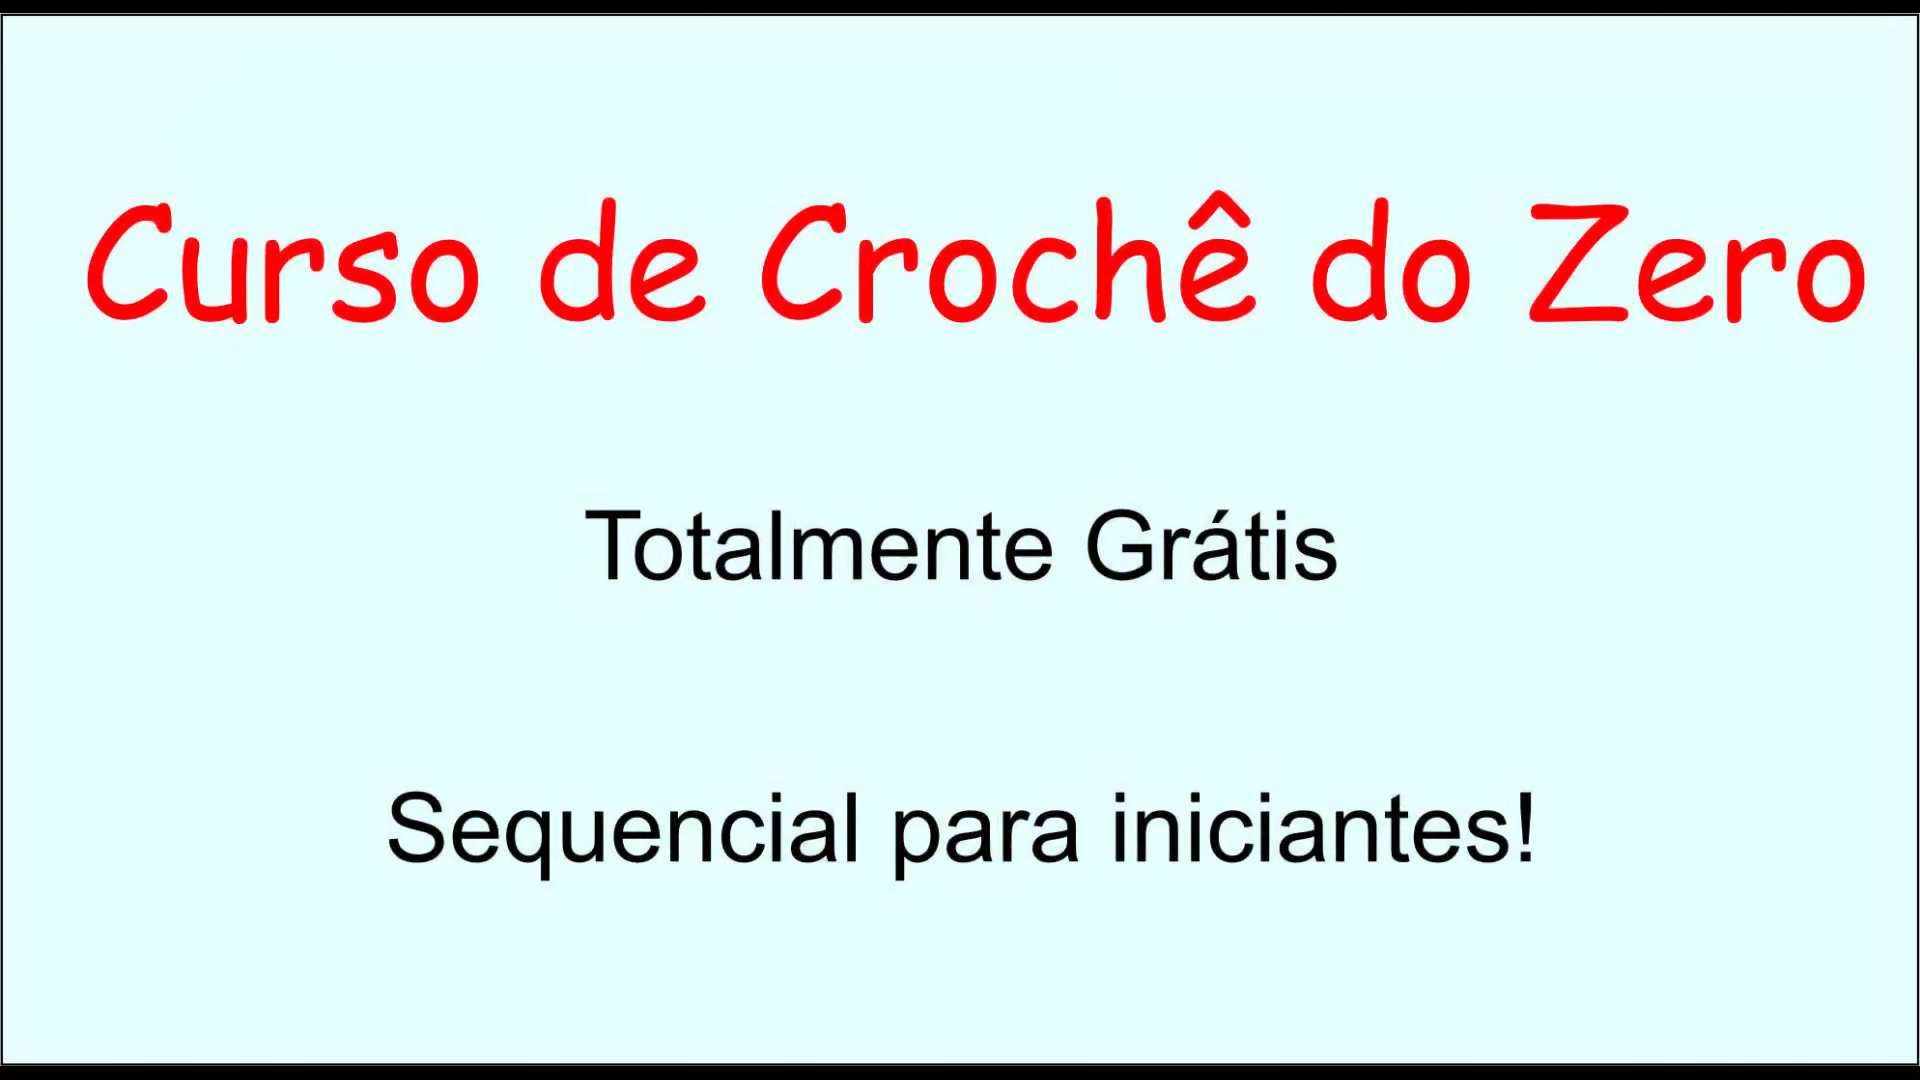 Curso de Crochê do Zero
Totalmente Grátis
Sequencial para iniciantes!